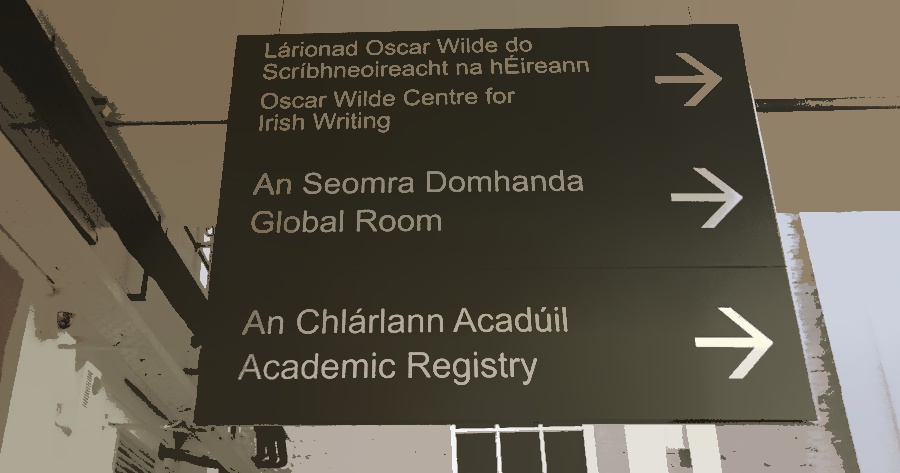 Lárionad Oscar Wilde do
Scríbhneoireacht na hÉireann
Oscar Wilde Centre for
Irish Writing
An Seomra Domhanda
Global Room
An Chlárlann Acadúil
Academic Registry